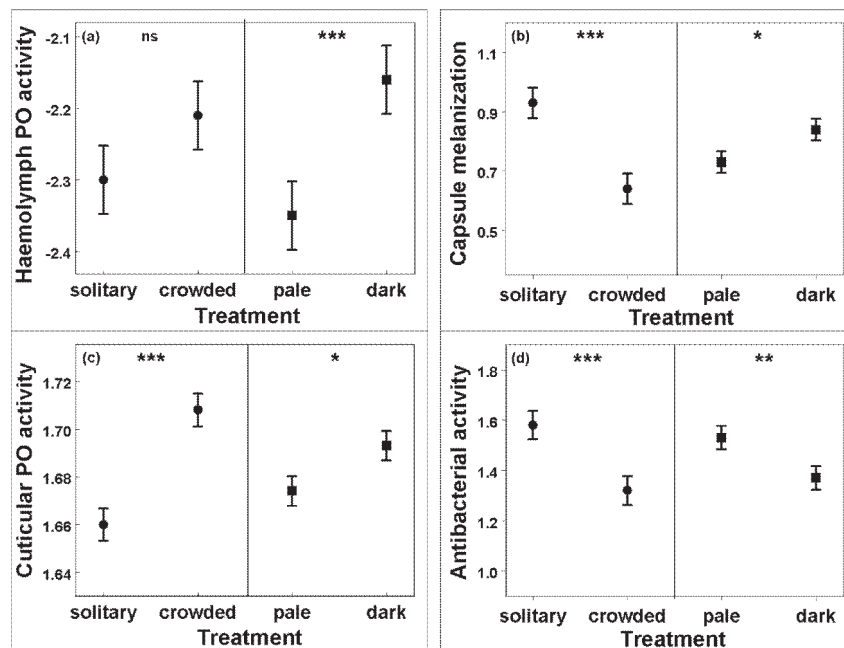 (a) ns ***
-2.1
-2.2
-2.3
-2.4
Haemolymph PO activity
solitary crowded pale dark
Treatment
(b) *** *
1.1
0.9
0.7
0.5
Capsule melanization
solitary crowded pale dark
Treatment
(c) *** *
1.72
1.70
1.68
1.66
1.64
Cuticular PO activity
solitary crowded pale dark
Treatment
(d) *** **
1.8
1.6
1.4
1.2
1.0
Antibacterial activity
solitary crowded pale dark
Treatment